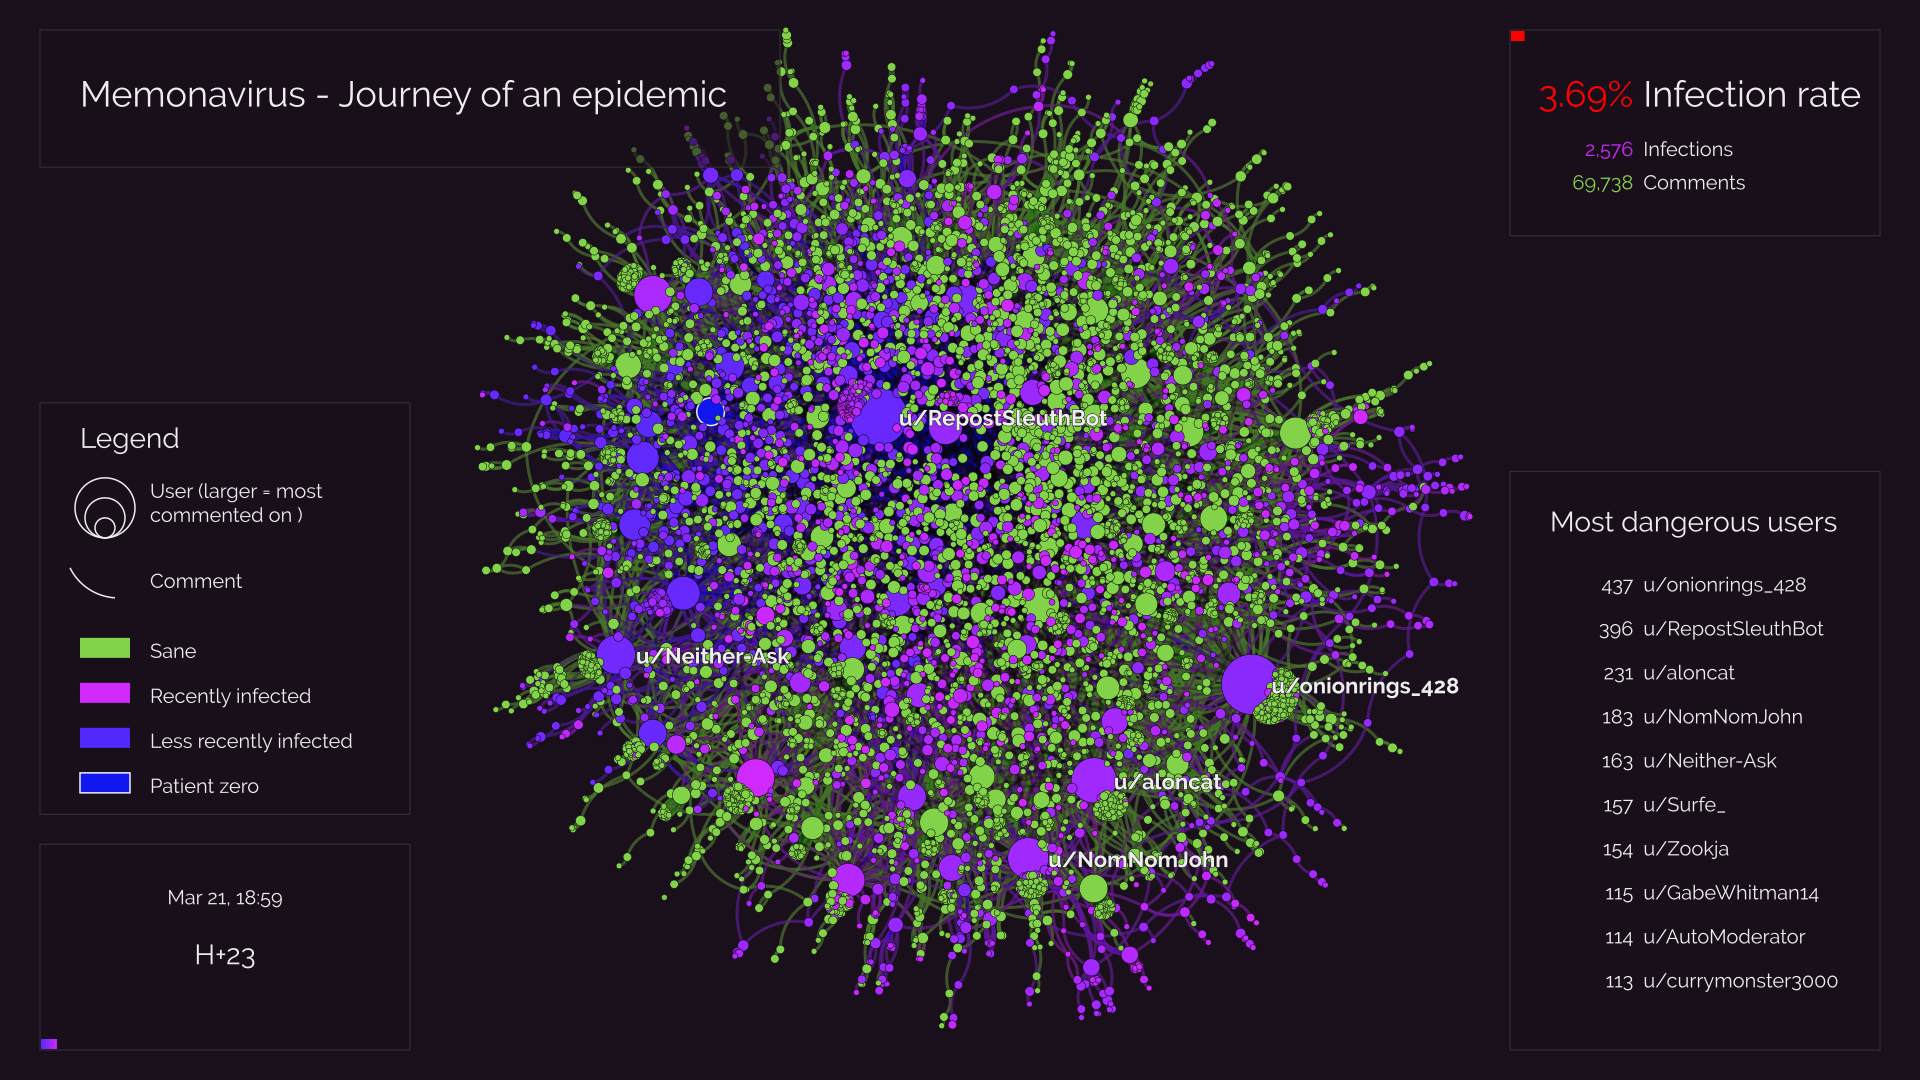 Memonavirus - Journey of an epidemic
3.69% Infection rate
2,576 Infections
69,738 Comments
Legend
User (larger = most
commented on )
Comment
Sane
Recently infected
Less recently infected
Patient zero
Mar 21, 18:59
H+23
u/RepostSleuthBot
u/Neither-Ask
u/onionrings_428
u/aloncat
u/NomNomJohn
Most dangerous users
437 u/onionrings_428
396 u/RepostSleuthBot
231 u/aloncat
183 u/NomNomJohn
163 u/Neither-Ask
157 u/Surfe_
154 u/Zookja
115 u/GabeWhitman14
114 u/AutoModerator
113 u/currymonster3000